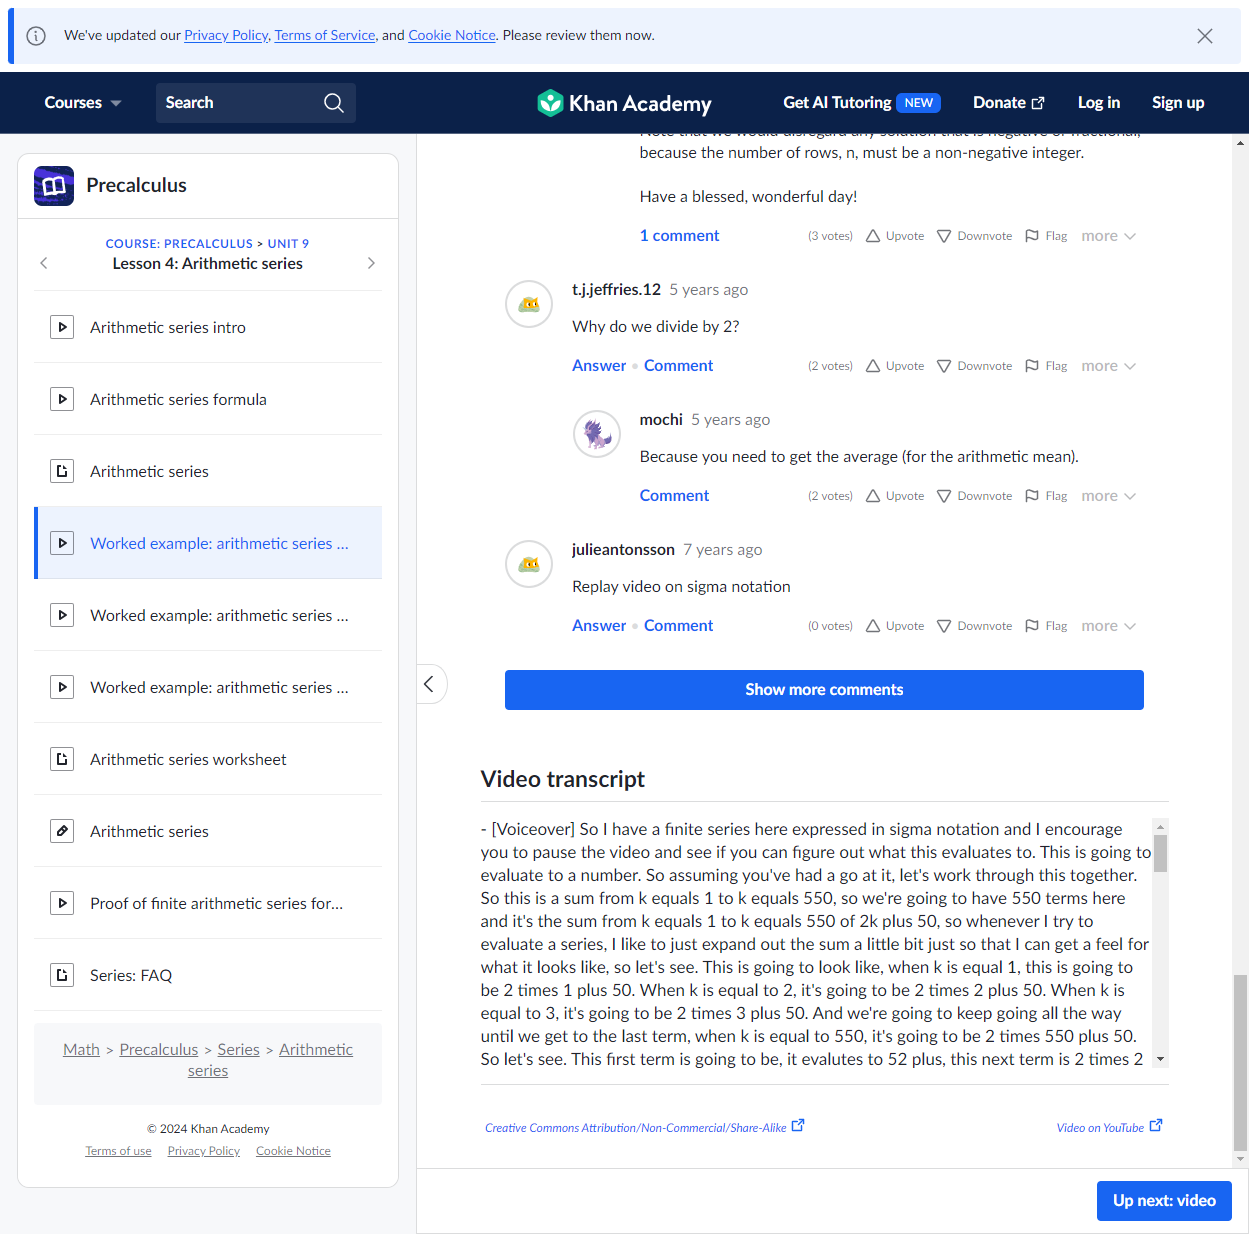 We've updated our Privacy Policy, Terms of Service, and Cookie Notice. Please review them now.
Courses
Search
Khan Academy
Get AI Tutoring NEW
Donate
Log in
Sign up
Precalculus
COURSE: PRECALCULUS > UNIT 9
Lesson 4: Arithmetic series
Arithmetic series intro
Arithmetic series formula
Arithmetic series
Worked example: arithmetic series ...
Worked example: arithmetic series ...
Worked example: arithmetic series ...
Arithmetic series worksheet
Arithmetic series
Proof of finite arithmetic series for...
Series: FAQ
Math > Precalculus > Series > Arithmetic
series
© 2024 Khan Academy
Terms of use Privacy Policy Cookie Notice
Note that we would disregard any solution that is negative or fractional,
because the number of rows, n, must be a non-negative integer.
Have a blessed, wonderful day!
1 comment (3 votes) Upvote Downvote Flag more
t.j.jeffries.12 5 years ago
Why do we divide by 2?
Answer • Comment (2 votes) Upvote Downvote Flag more
mochi 5 years ago
Because you need to get the average (for the arithmetic mean).
Comment (2 votes) Upvote Downvote Flag more
julieantonsson 7 years ago
Replay video on sigma notation
Answer • Comment (0 votes) Upvote Downvote Flag more
Show more comments
Video transcript
- [Voiceover] So I have a finite series here expressed in sigma notation and I encourage
you to pause the video and see if you can figure out what this evaluates to. This is going to
evaluate to a number. So assuming you've had a go at it, let's work through this together.
So this is a sum from k equals 1 to k equals 550, so we're going to have 550 terms here
and it's the sum from k equals 1 to k equals 550 of 2k plus 50, so whenever I try to
evaluate a series, I like to just expand out the sum a little bit just so that I can get a feel for
what it looks like, so let's see. This is going to look like, when k is equal 1, this is going to
be 2 times 1 plus 50. When k is equal to 2, it's going to be 2 times 2 plus 50. When k is
equal to 3, it's going to be 2 times 3 plus 50. And we're going to keep going all the way
until we get to the last term, when k is equal to 550, it's going to be 2 times 550 plus 50.
So let's see. This first term is going to be, it evalutes to 52 plus, this next term is 2 times 2
Creative Commons Attribution/Non-Commercial/Share-Alike
Video on YouTube
Up next: video